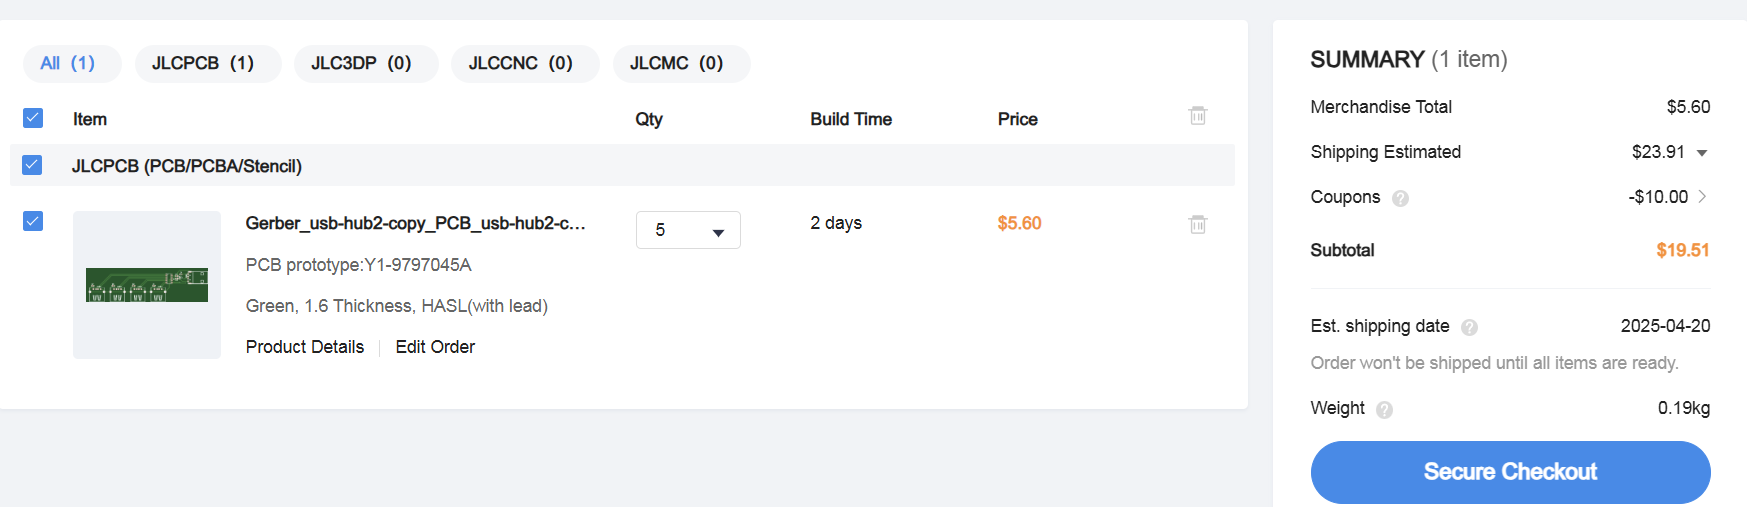 All (1) JLCPCB (1) JLC3DP (0) JLCCNC (0) JLCMC (0)
Item Qty Build Time Price
JLCPCB (PCB/PCBA/Stencil)
Gerber_usb-hub2-copy_PCB_usb-hub2-c... 5 2 days $5.60
PCB prototype:Y1-9797045A
Green, 1.6 Thickness, HASL(with lead)
Product Details Edit Order
SUMMARY (1 item)
Merchandise Total $5.60
Shipping Estimated $23.91
Coupons ? -$10.00
Subtotal $19.51
Est. shipping date ? 2025-04-20
Order won't be shipped until all items are ready.
Weight ? 0.19kg
Secure Checkout